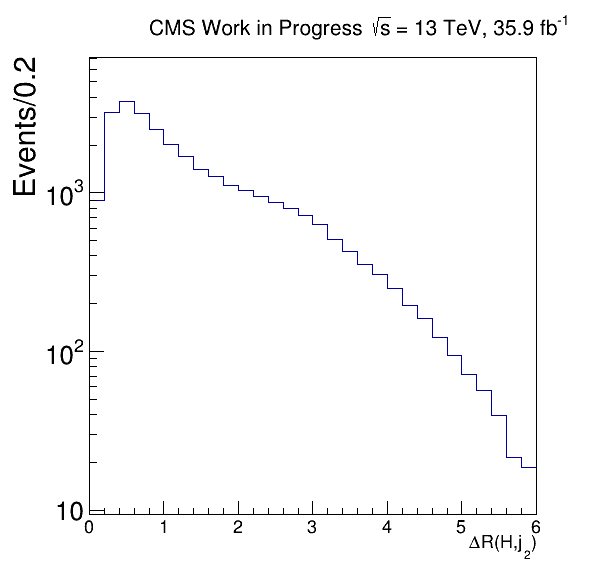 CMS Work in Progress √s = 13 TeV, 35.9 fb⁻¹
Events/0.2
10³
10²
10
0 1 2 3 4 5 6
ΔR(H,j₂)